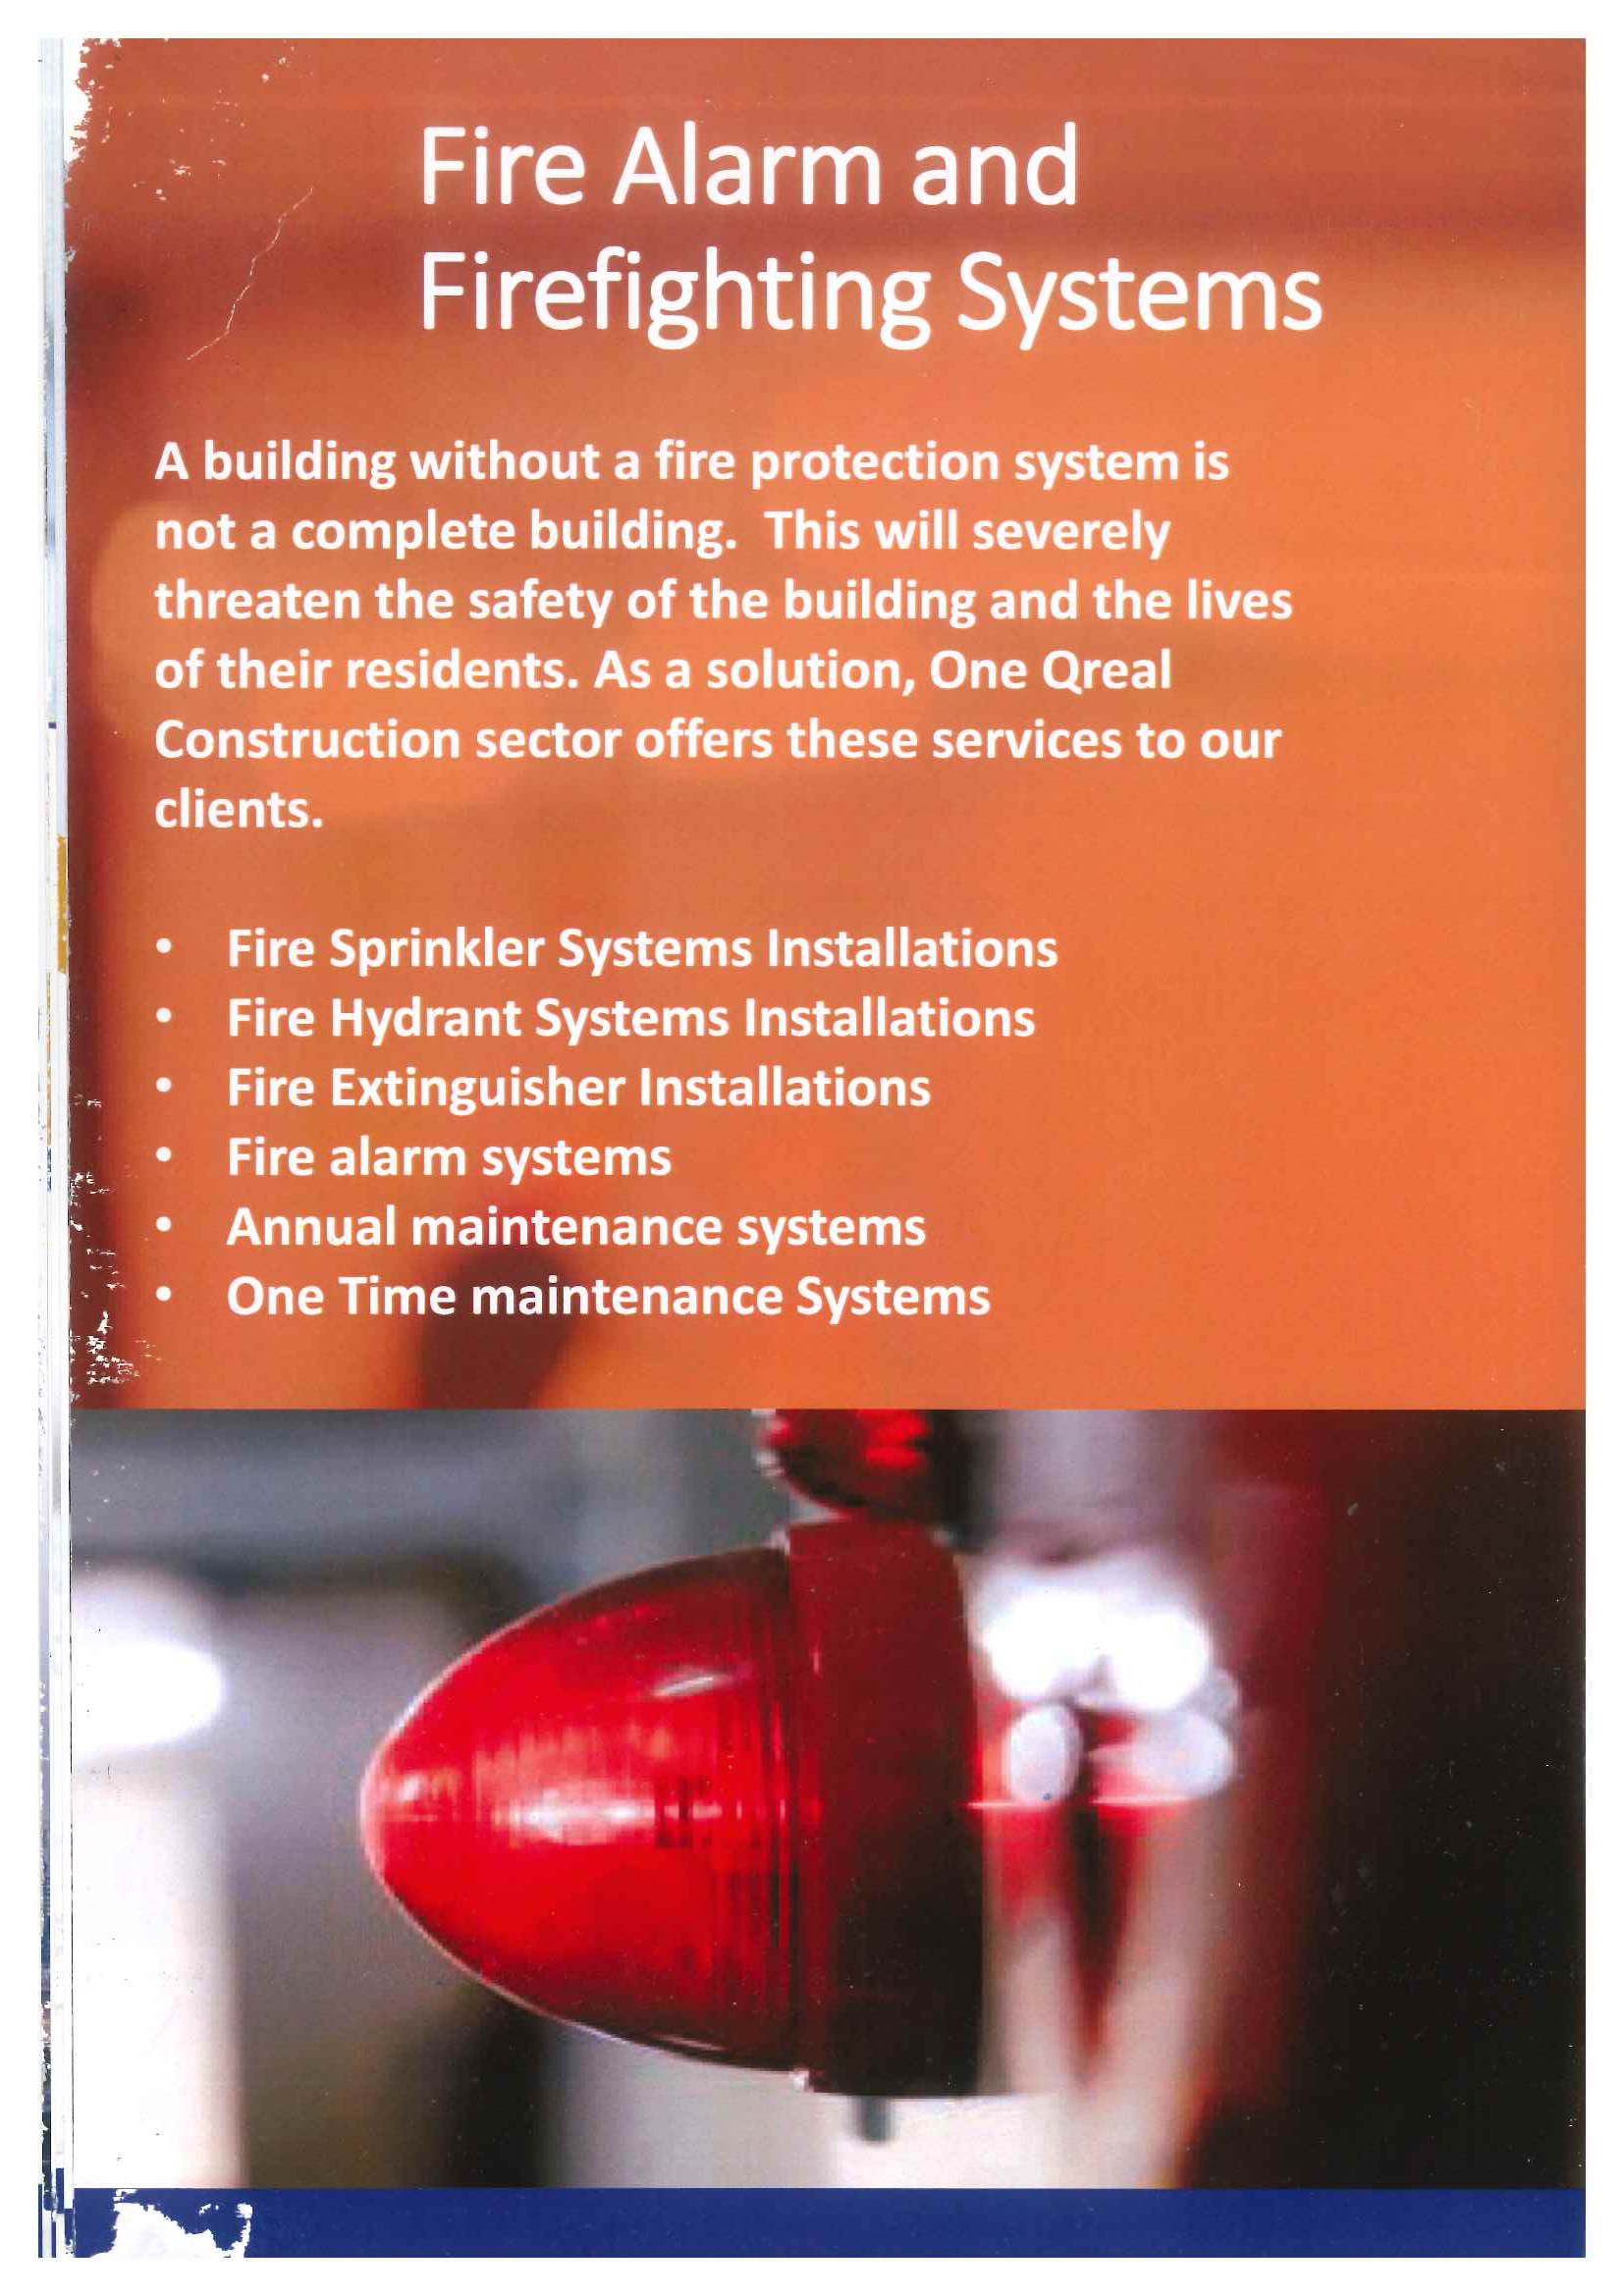 Fire Alarm and
Firefighting Systems
A building without a fire protection system is
not a complete building.  This will severely
threaten the safety of the building and the lives
of their residents. As a solution, One Qreal
Construction sector offers these services to our
clients.
• Fire Sprinkler Systems Installations
• Fire Hydrant Systems Installations
• Fire Extinguisher Installations
• Fire alarm systems
• Annual maintenance systems
• One Time maintenance Systems